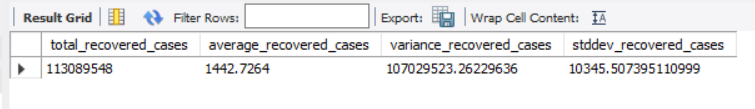 Result Grid Filter Rows: Export: Wrap Cell Content: IA
total_recovered_cases average_recovered_cases variance_recovered_cases stddev_recovered_cases
113089548 1442.7264 107029523.26229636 10345.507395110999